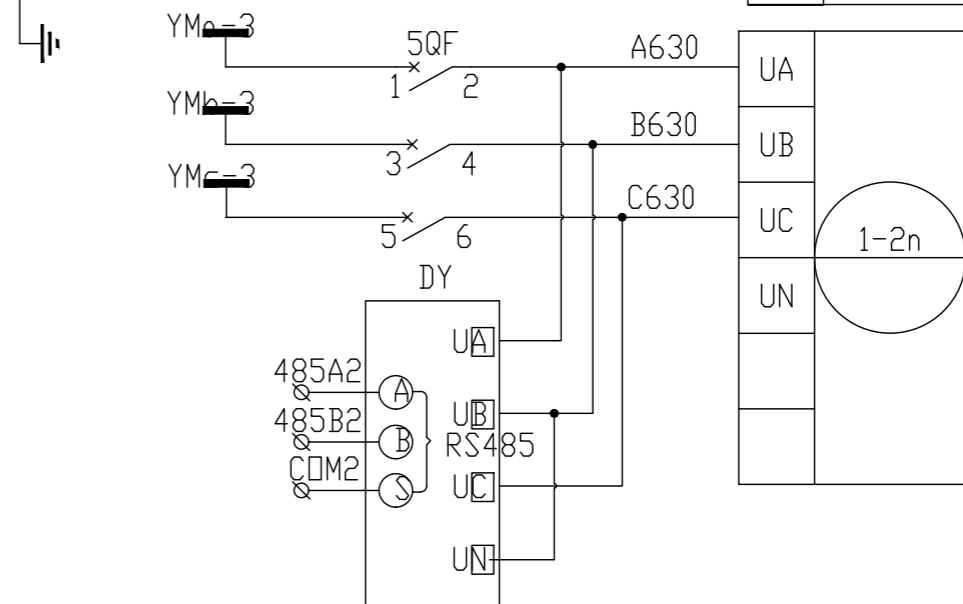 YMa-3
5QF
A630
1
2
UA
YMb-3
B630
3
4
UB
YMc-3
C630
5
6
UC
1-2n
DY
UN
UA
485A2
A
UB
485B2
B
RS485
COM2
S
UC
UN